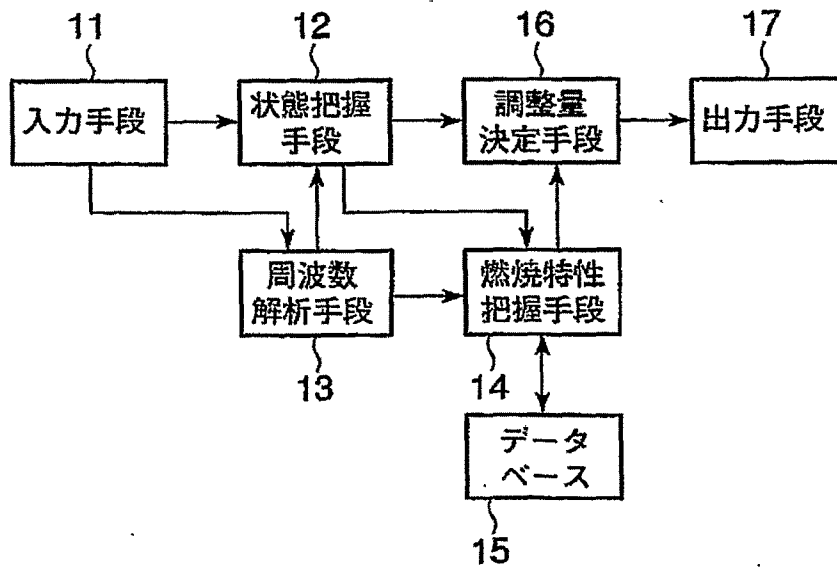 11
12
16
17
入力手段
状態把握
手段
調整量
決定手段
出力手段
周波数
解析手段
燃焼特性
把握手段
13
14
データ
ベース
15